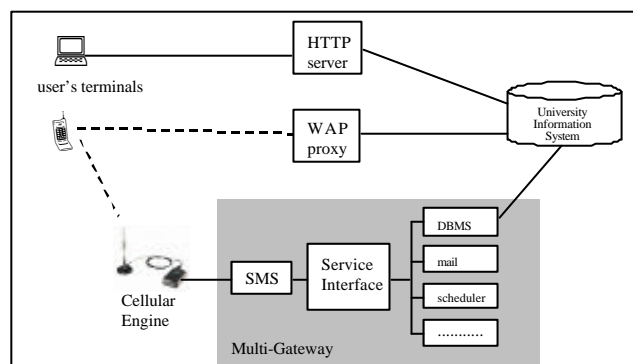 HTTP
server
user's terminals
University
Information
System
WAP
proxy
DBMS
SMS
Service
Interface
mail
scheduler
...........
Cellular
Engine
Multi-Gateway